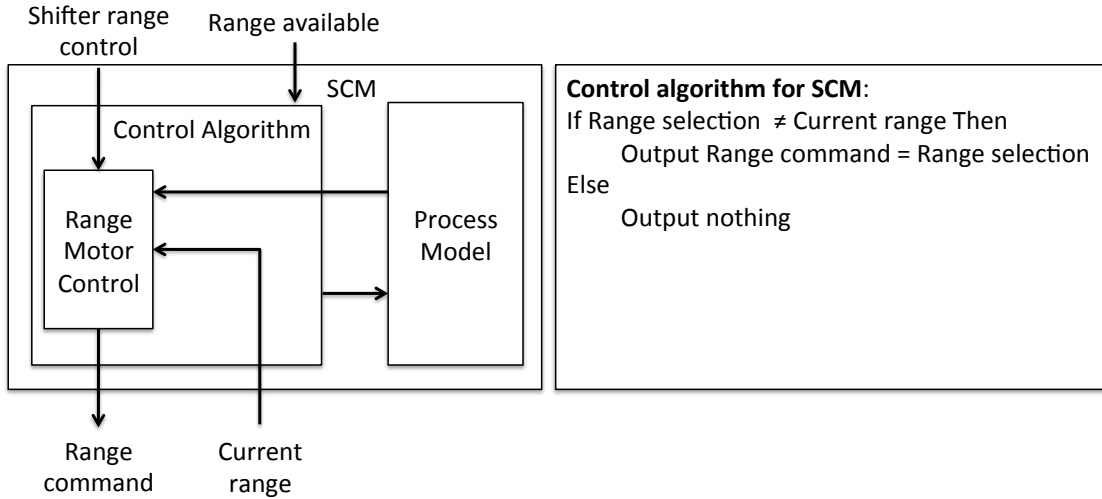 Shifter range
control
Range available
SCM
Control Algorithm
Range
Motor
Control
Process
Model
Range
command
Current
range
Control algorithm for SCM:
If Range selection ≠ Current range Then
Output Range command = Range selection
Else
Output nothing